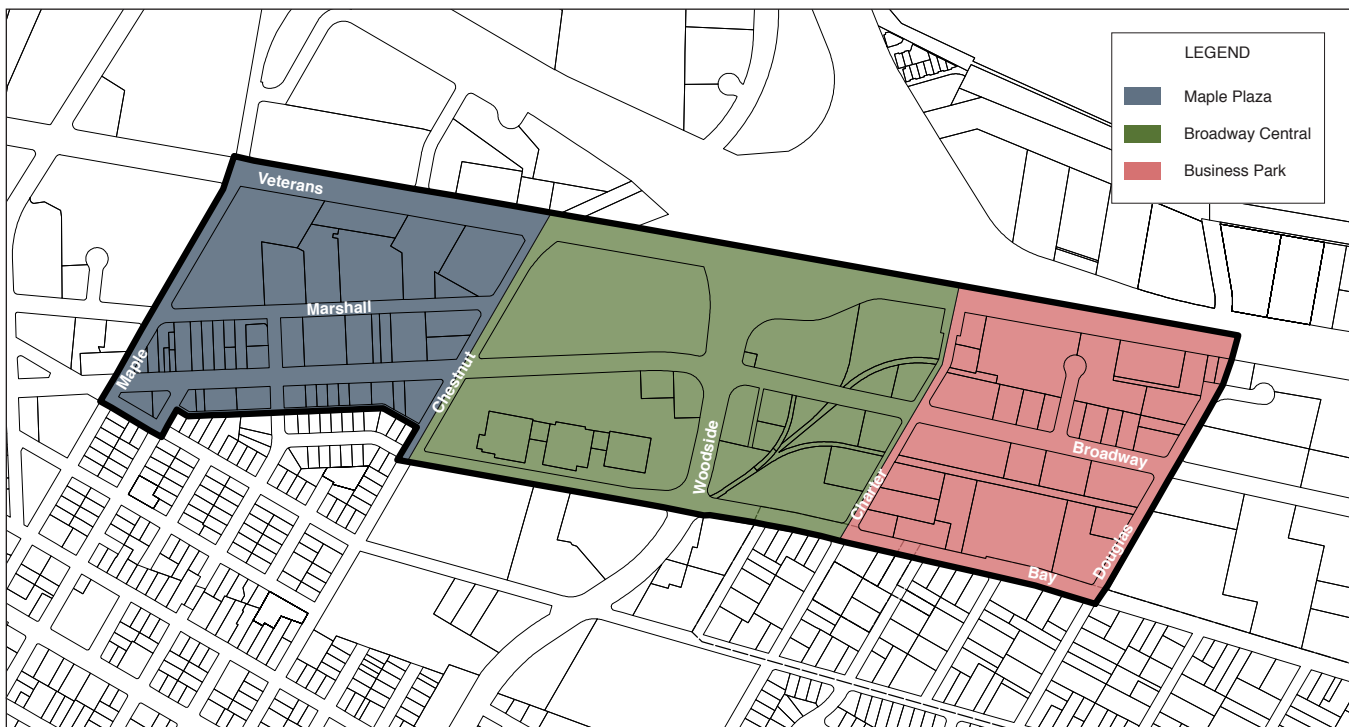 LEGEND
Maple Plaza
Broadway Central
Business Park
Veterans
Marshall
Maple
Chestnut
Woodside
Charter
Broadway
Douglas
Bay